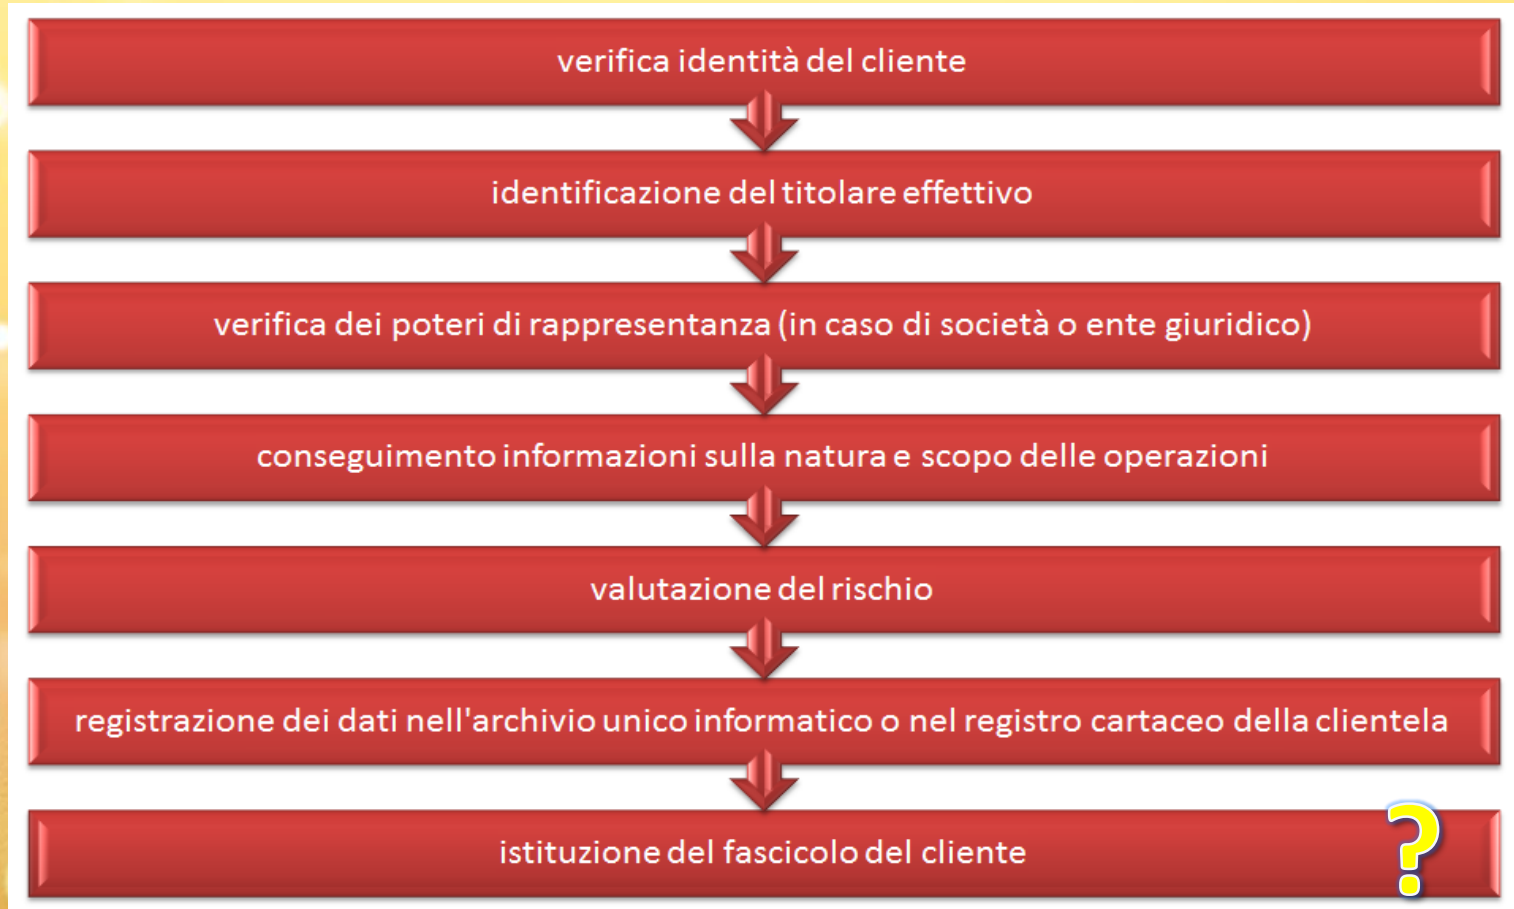 verifica identità del cliente
identificazione del titolare effettivo
verifica dei poteri di rappresentanza (in caso di società o ente giuridico)
conseguimento informazioni sulla natura e scopo delle operazioni
valutazione del rischio
registrazione dei dati nell'archivio unico informatico o nel registro cartaceo della clientela
istituzione del fascicolo del cliente ?